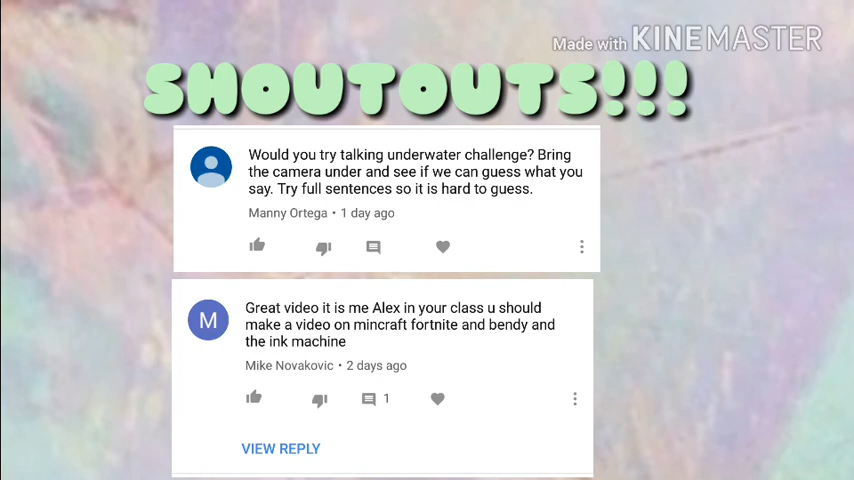 Made with KINEMASTER
SHOUTOUTS!!!
Would you try talking underwater challenge? Bring
the camera under and see if we can guess what you
say. Try full sentences so it is hard to guess.
Manny Ortega • 1 day ago
M
Great video it is me Alex in your class u should
make a video on mincraft fortnite and bendy and
the ink machine
Mike Novakovic • 2 days ago
1
VIEW REPLY